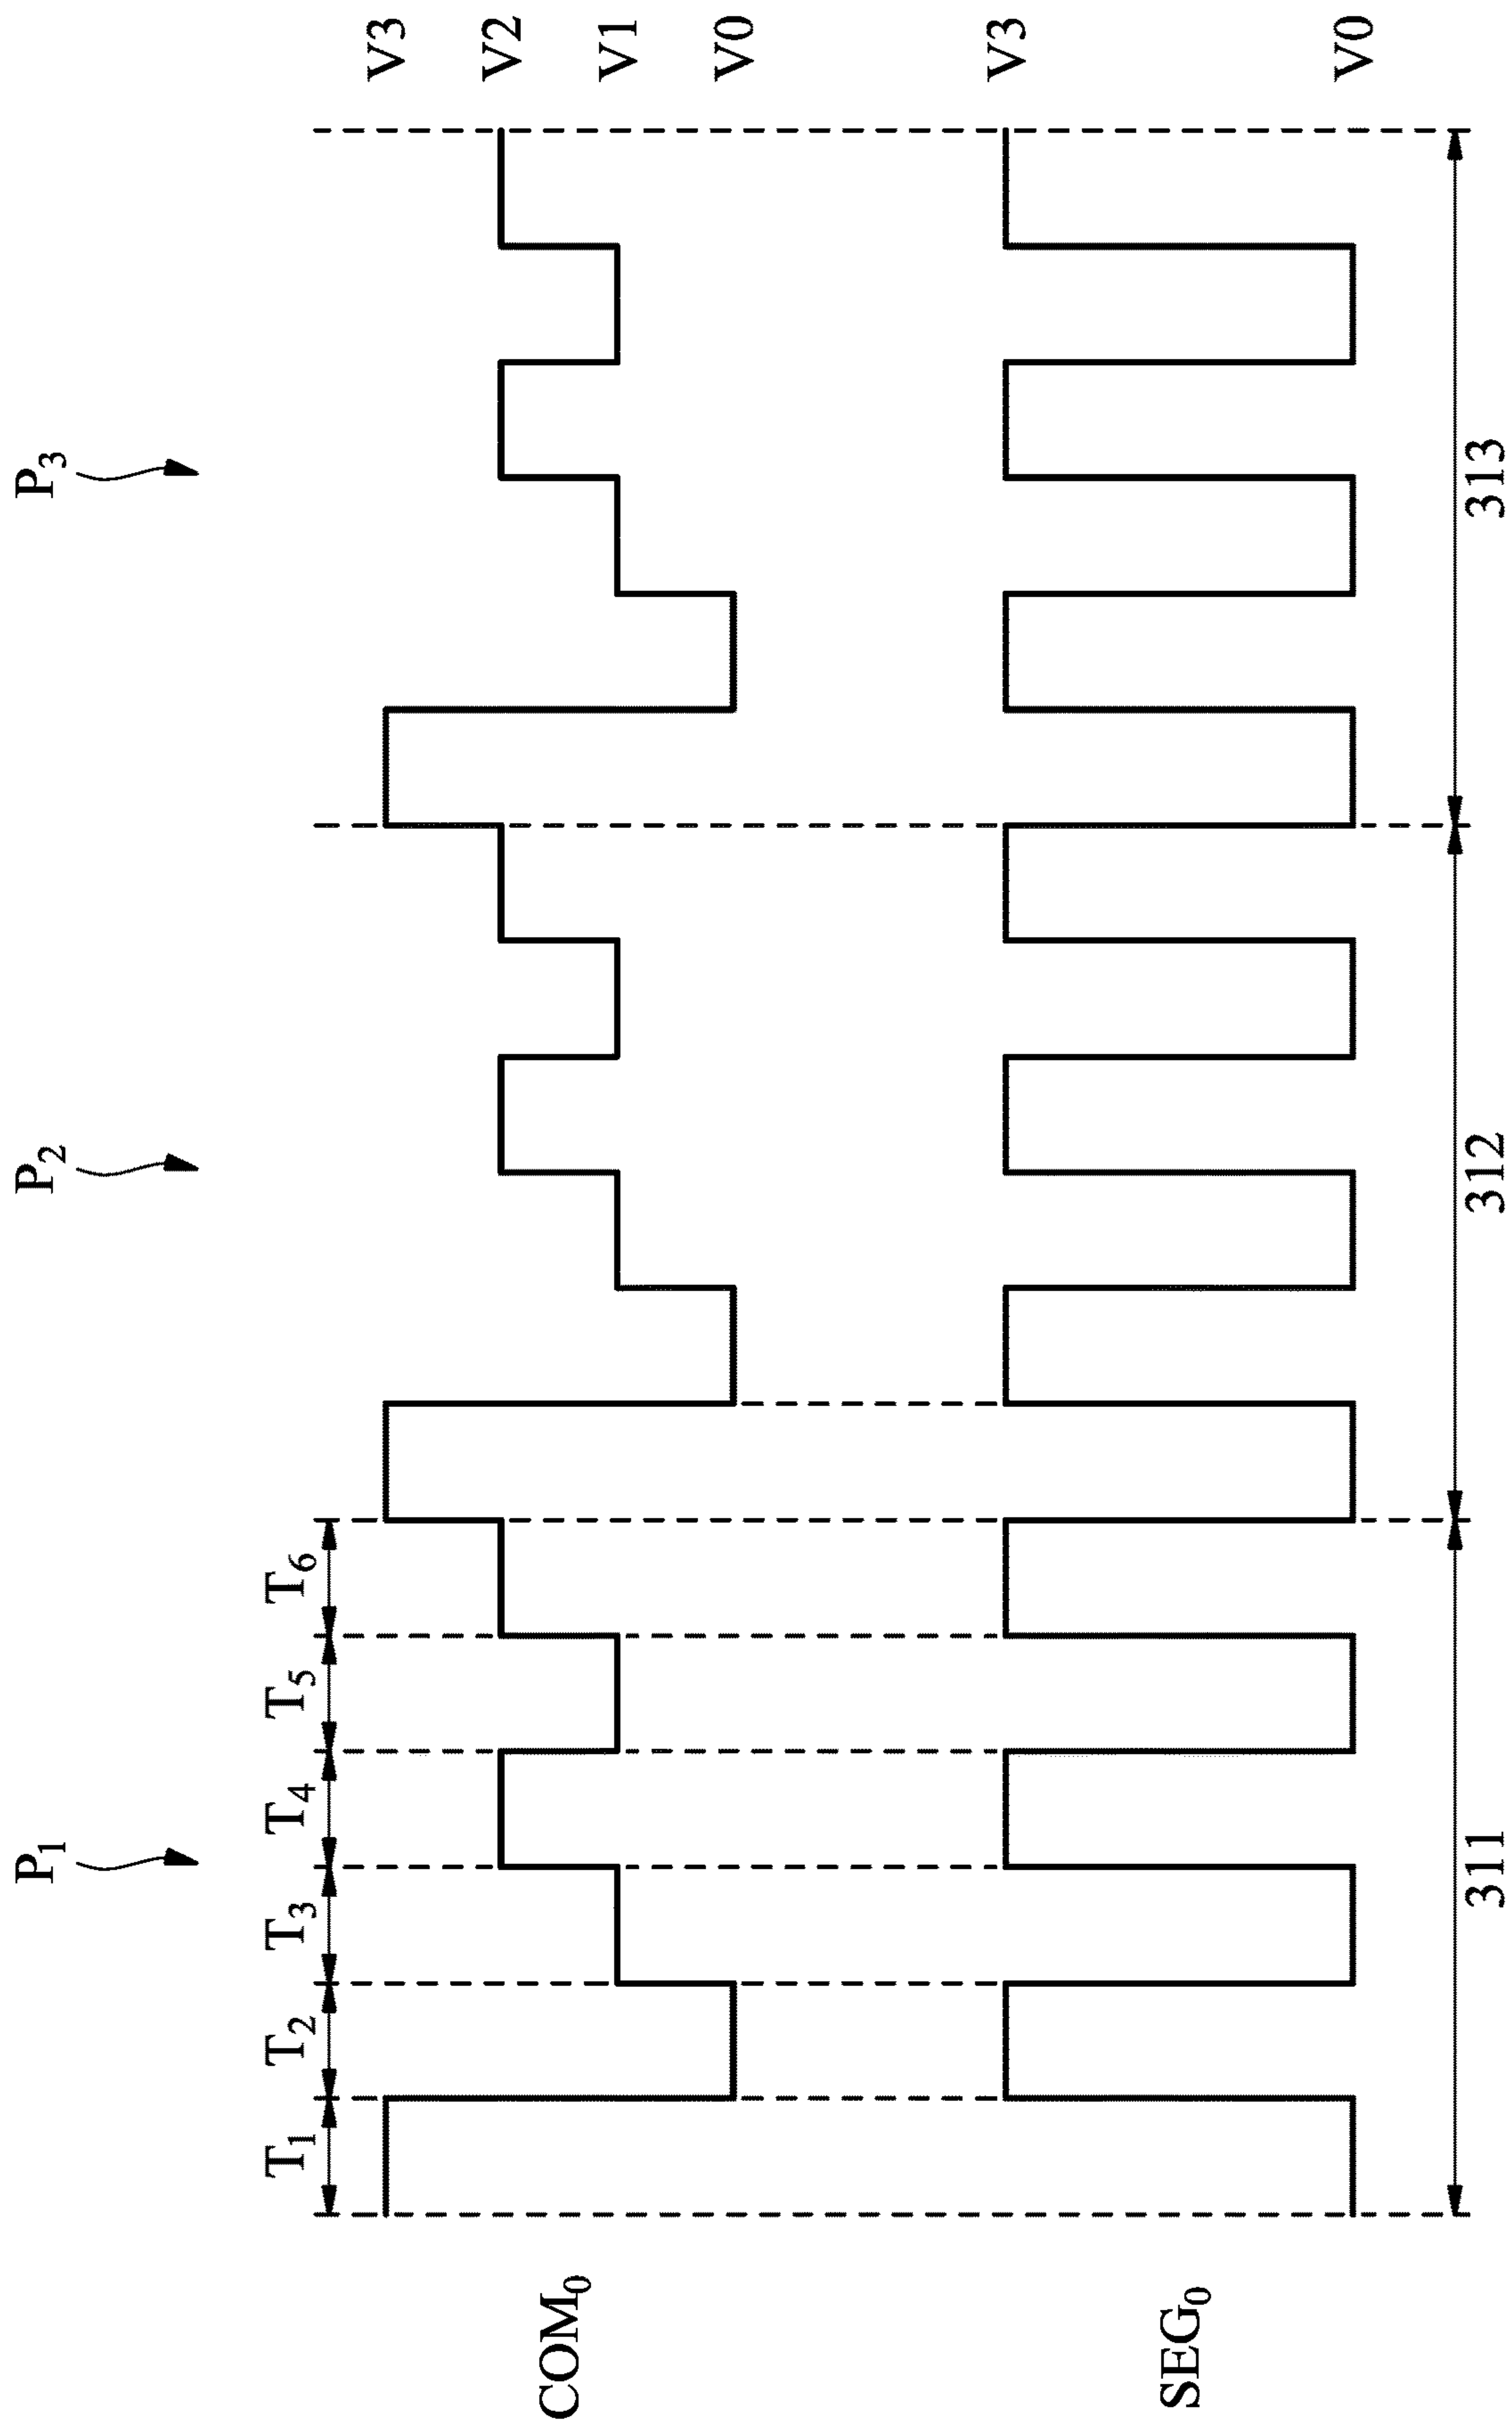 P1 P2 P3
T1 T2 T3 T4 T5 T6
COM0
V3
V2
V1
V0
SEG0
V3
V0
311 312 313